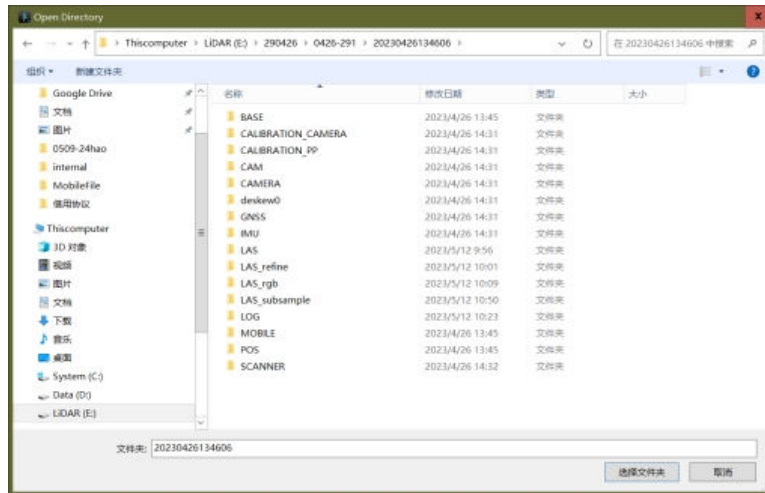 Open Directory
Thiscomputer › LiDAR (E:) › 290426 › 0426-291 › 20230426134606 ›
在 20230426134606 中搜索
组织 新建文件夹
Google Drive
文档
图片
0509-24hao
internal
MobileFile
借用协议
Thiscomputer
3D 对象
视频
图片
文档
下载
音乐
桌面
System (C:)
Data (D:)
LiDAR (E:)
名称 修改日期 类型 大小
BASE 2023/4/26 13:45 文件夹
CALIBRATION_CAMERA 2023/4/26 14:31 文件夹
CALIBRATION_PP 2023/4/26 14:31 文件夹
CAM 2023/4/26 14:31 文件夹
CAMERA 2023/4/26 14:31 文件夹
deskew0 2023/4/26 14:31 文件夹
GNSS 2023/4/26 14:31 文件夹
IMU 2023/4/26 14:31 文件夹
LAS 2023/5/12 9:56 文件夹
LAS_refine 2023/5/12 10:01 文件夹
LAS_rgb 2023/5/12 10:09 文件夹
LAS_subsample 2023/5/12 10:50 文件夹
LOG 2023/5/12 10:23 文件夹
MOBILE 2023/4/26 13:45 文件夹
POS 2023/4/26 13:45 文件夹
SCANNER 2023/4/26 14:32 文件夹
文件夹: 20230426134606
选择文件夹 取消